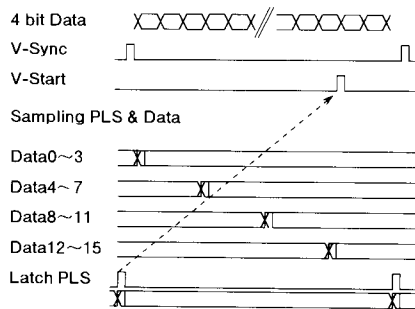 4 bit Data
V-Sync
V-Start
Sampling PLS & Data
Data0～3
Data4～7
Data8～11
Data12～15
Latch PLS